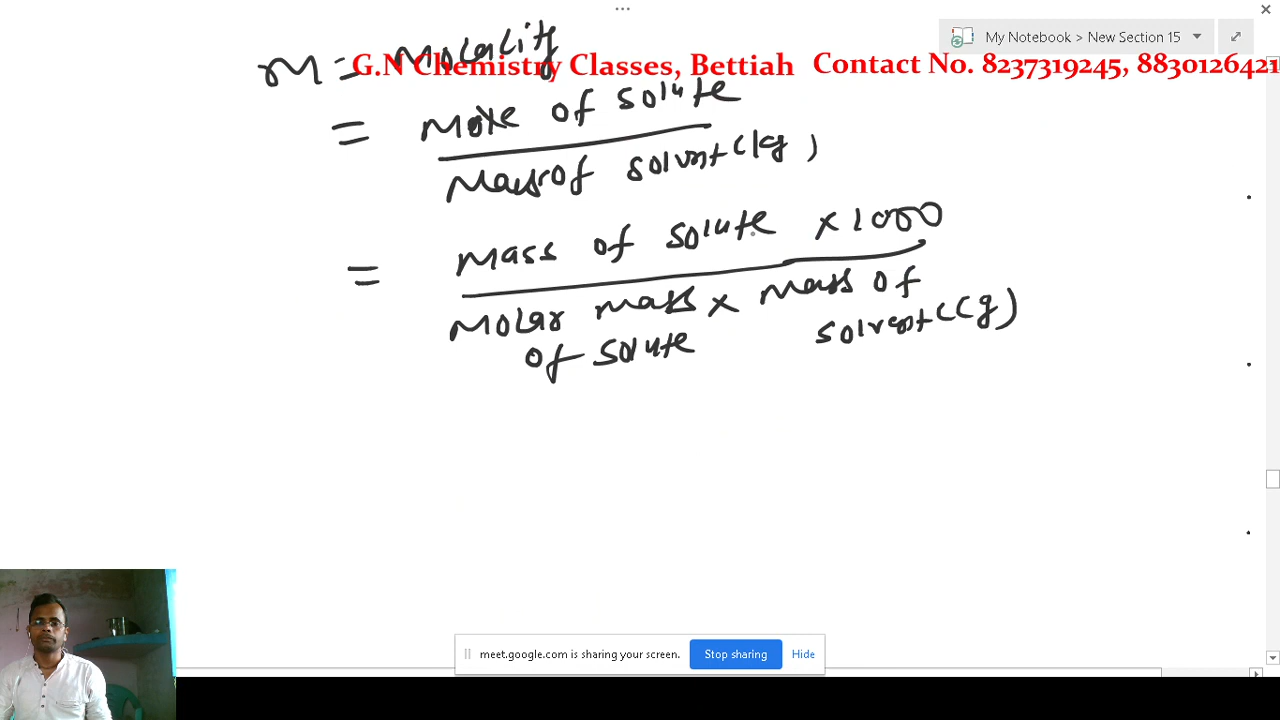 My Notebook > New Section 15
m = Molality
G.N Chemistry Classes, Bettiah Contact No. 8237319245, 8830126421
= Mole of solute
Mass of solvent (kg)
= Mass of solute × 1000
Molar mass × Mass of
of solute solvent (g)
meet.google.com is sharing your screen. Stop sharing Hide